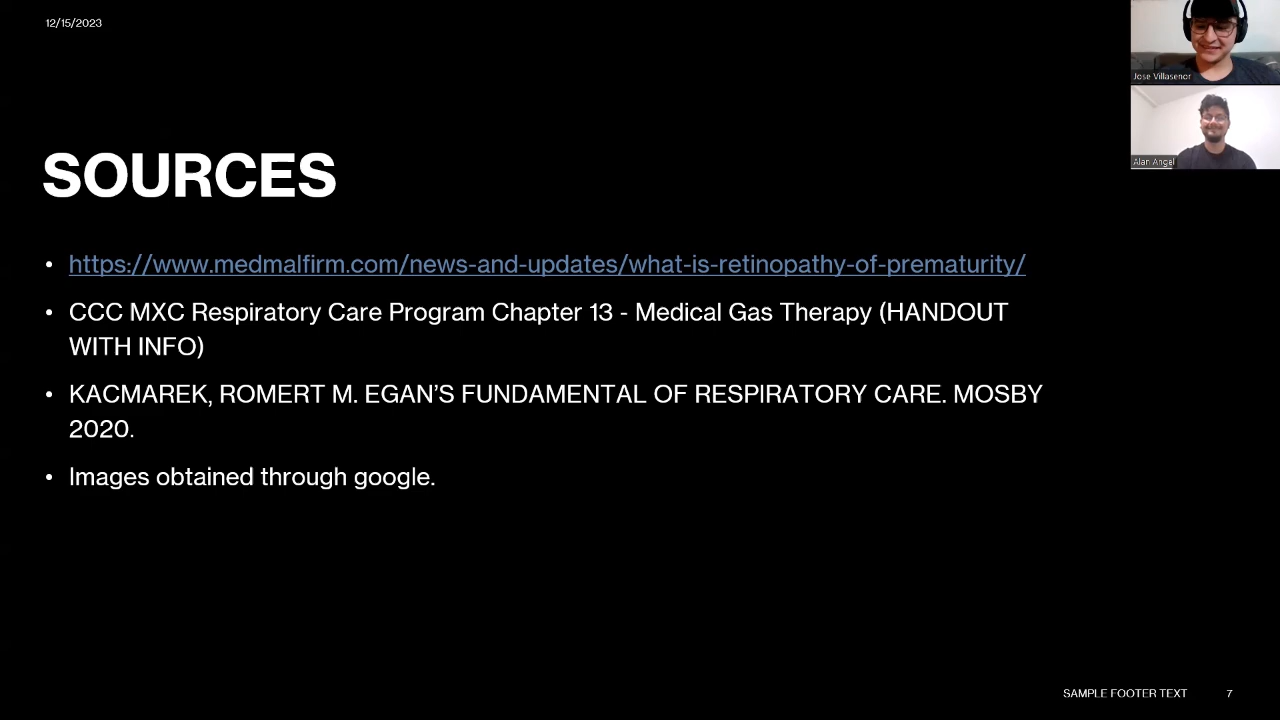 12/15/2023
Jose Villasenor
Alan Angel
SOURCES
• https://www.medmalfirm.com/news-and-updates/what-is-retinopathy-of-prematurity/
• CCC MXC Respiratory Care Program Chapter 13 - Medical Gas Therapy (HANDOUT
WITH INFO)
• KACMAREK, ROMERT M. EGAN’S FUNDAMENTAL OF RESPIRATORY CARE. MOSBY
2020.
• Images obtained through google.
SAMPLE FOOTER TEXT 7